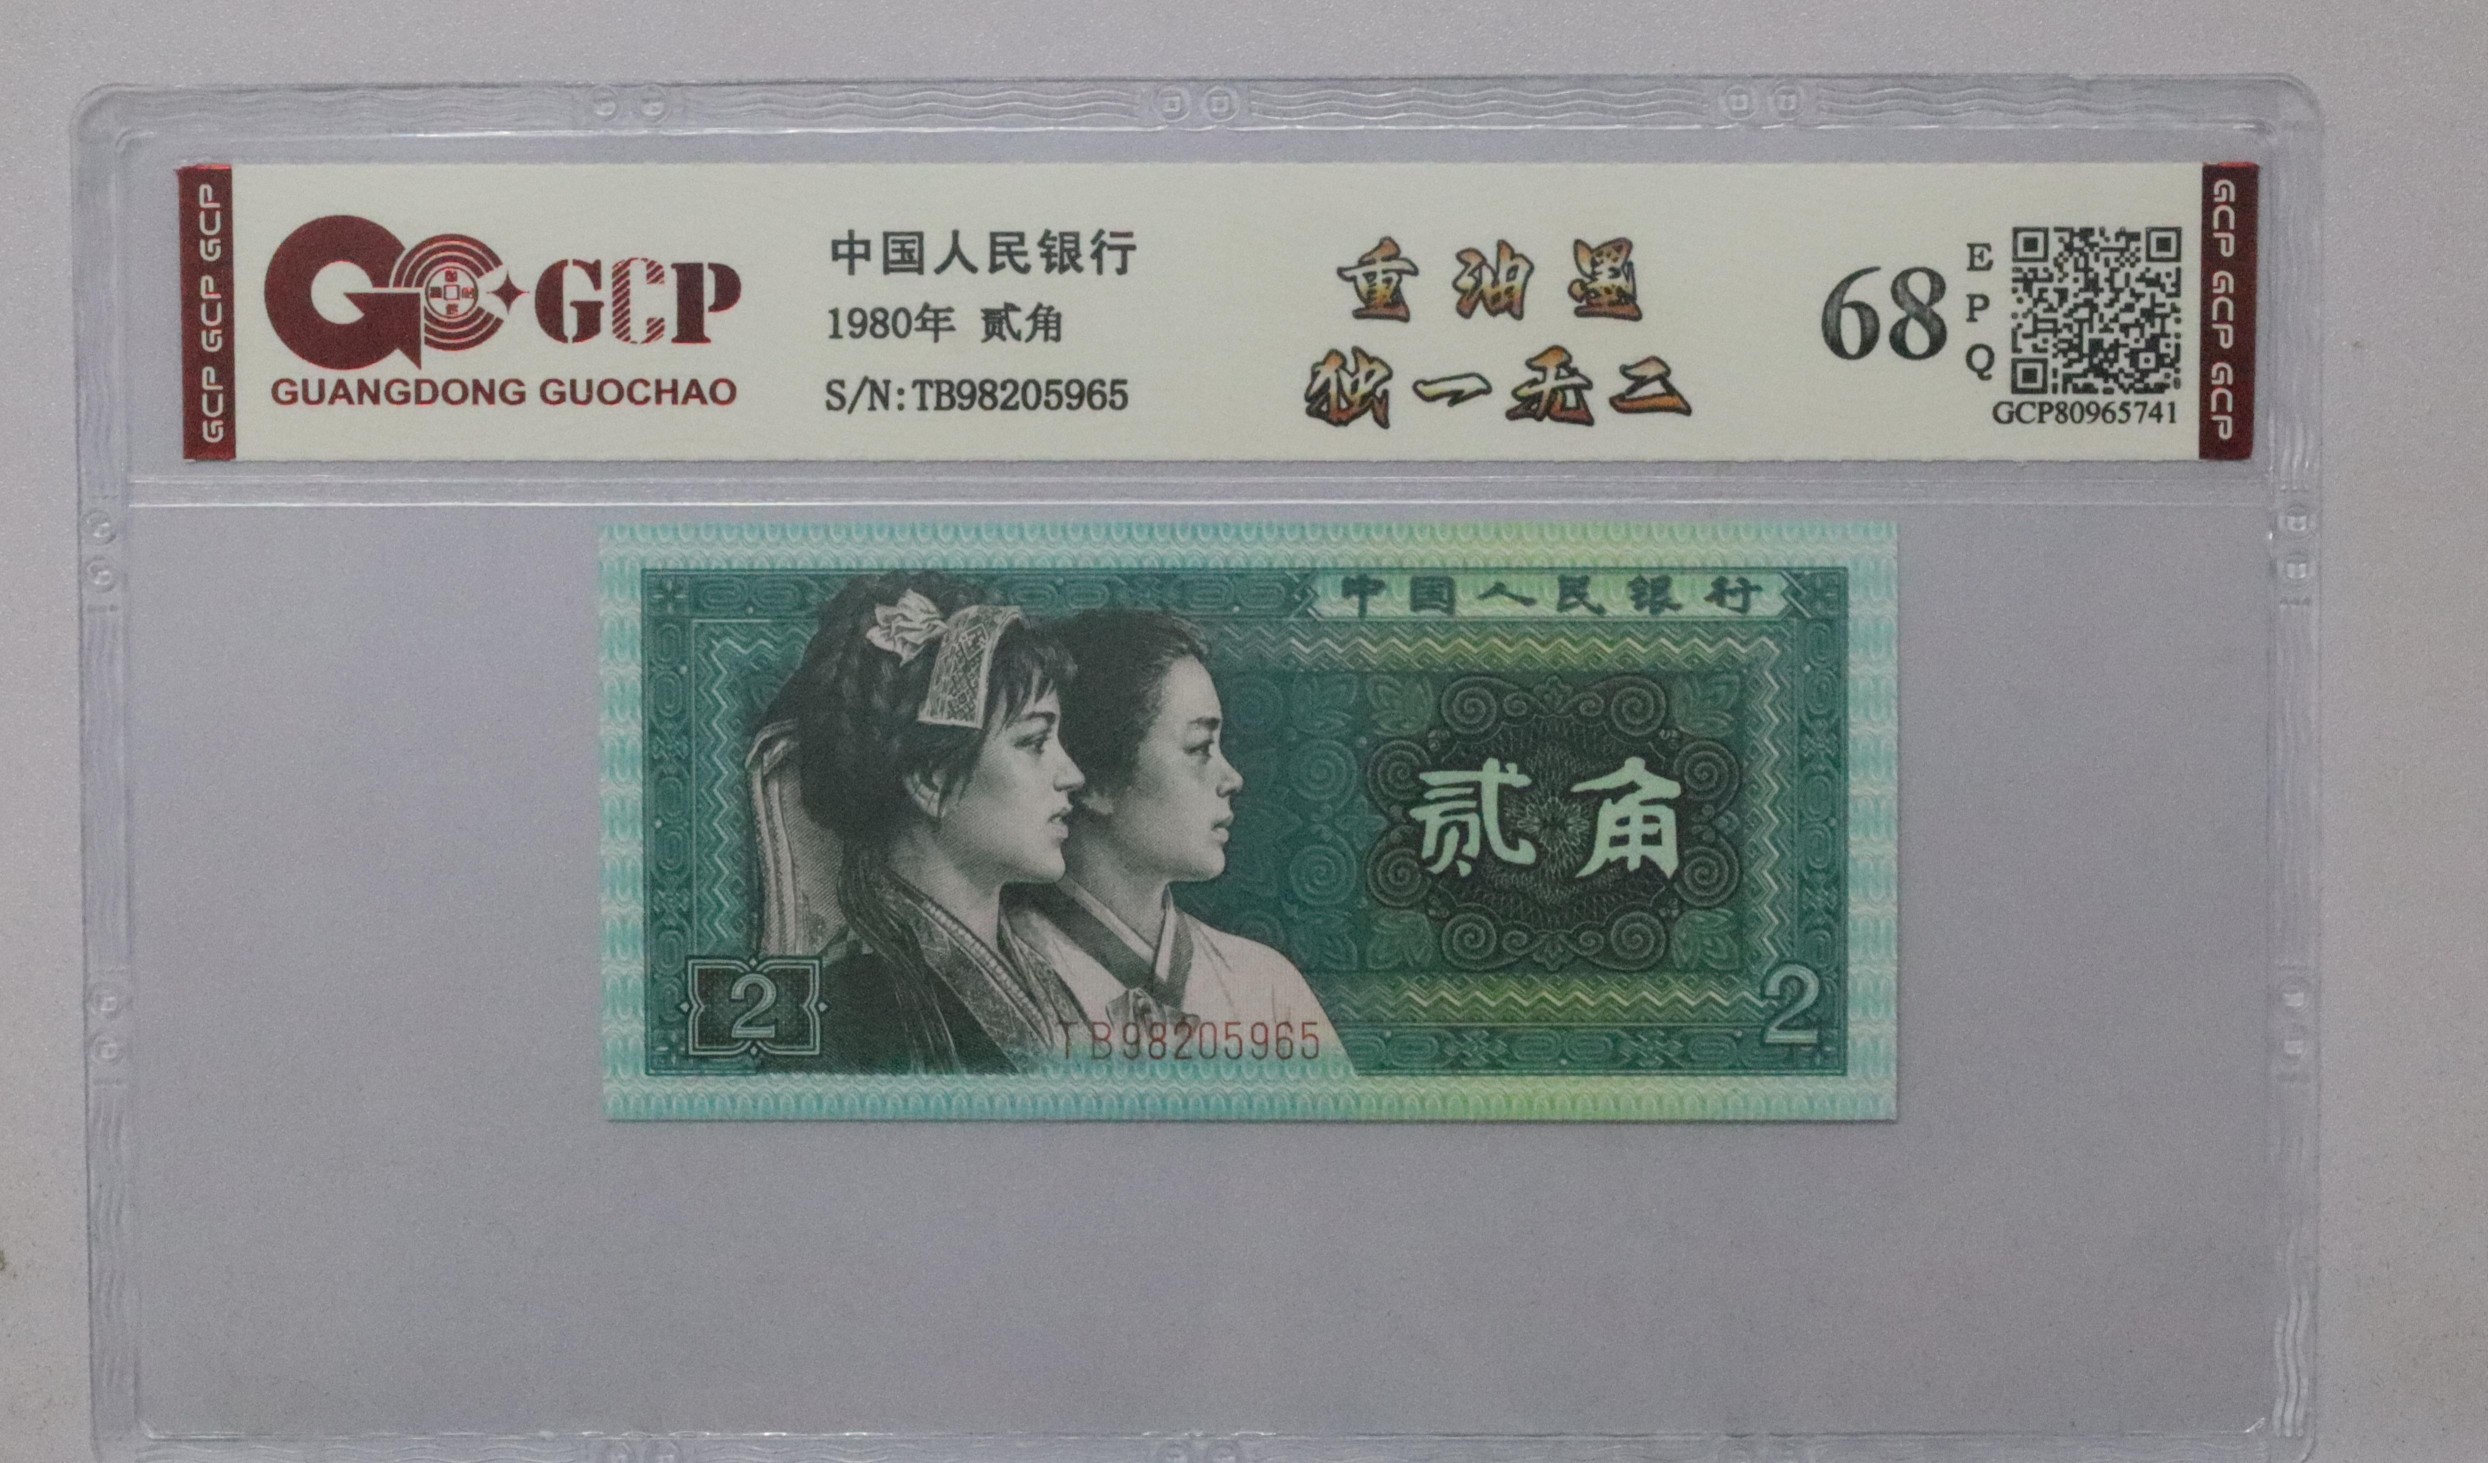 GCP GCP GCP
GCP
GUANGDONG GUOCHAO
中国人民银行
1980年 贰角
S/N:TB98205965
重油墨
独一无二
68
EPQ
GCP80965741
GCP GCP GCP
中国人民银行
贰角
2
2
TB98205965